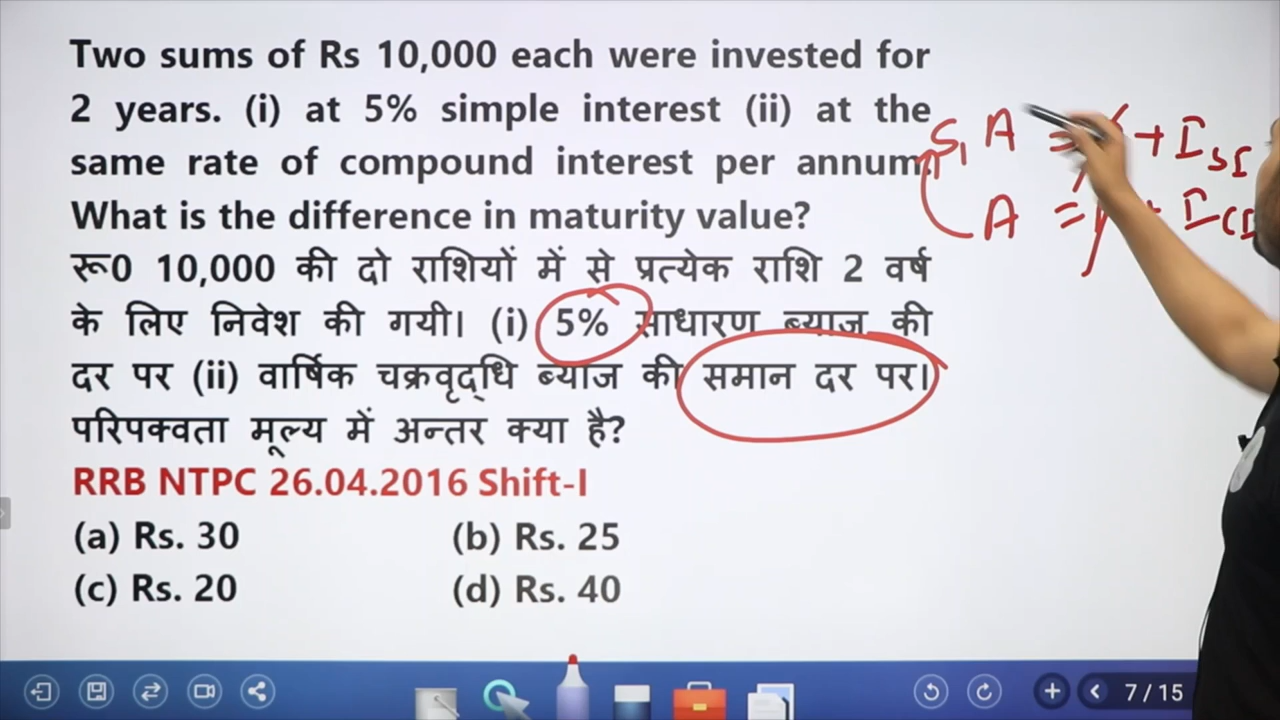 Two sums of Rs 10,000 each were invested for
2 years. (i) at 5% simple interest (ii) at the
same rate of compound interest per annum.
What is the difference in maturity value?
रू0 10,000 की दो राशियों में से प्रत्येक राशि 2 वर्ष
के लिए निवेश की गयी। (i) 5% साधारण ब्याज की
दर पर (ii) वार्षिक चक्रवृद्धि ब्याज की समान दर पर।
परिपक्वता मूल्य में अन्तर क्या है?
RRB NTPC 26.04.2016 Shift-I
(a) Rs. 30 (b) Rs. 25
(c) Rs. 20 (d) Rs. 40
A = + I SI
A = P + I CI
7 / 15